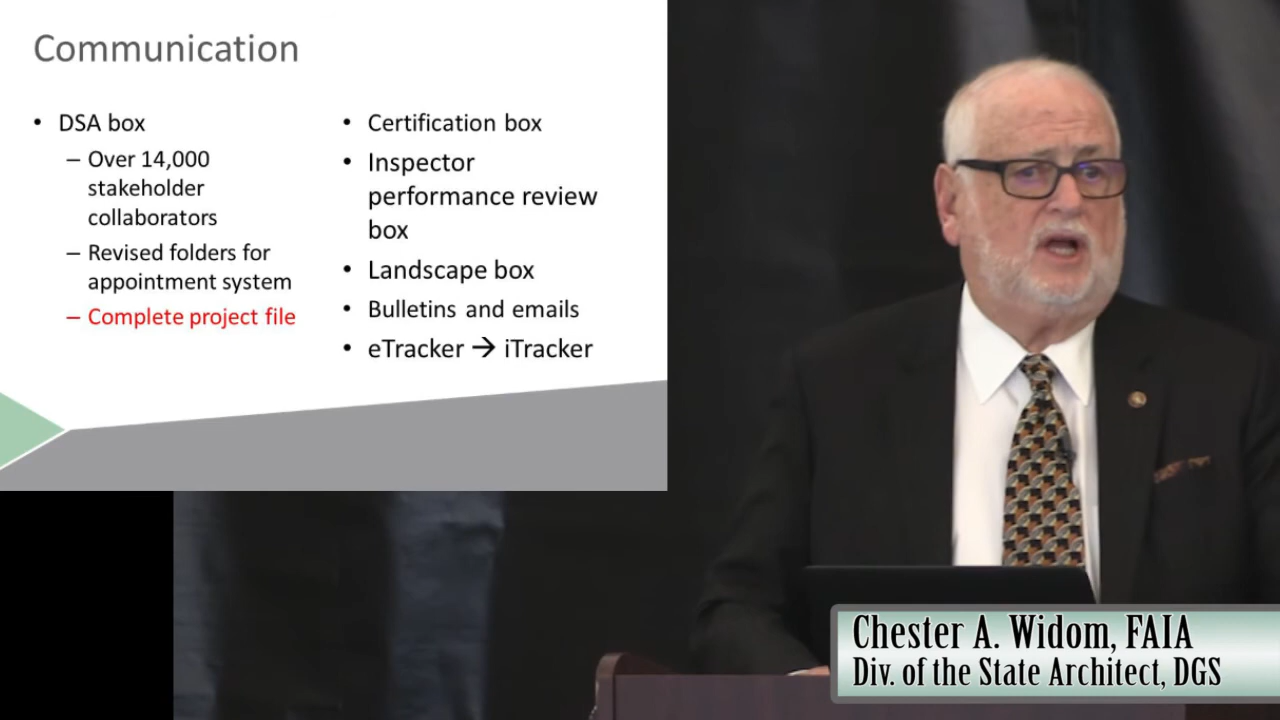 Communication
• DSA box
– Over 14,000
stakeholder
collaborators
– Revised folders for
appointment system
– Complete project file
• Certification box
• Inspector
performance review
box
• Landscape box
• Bulletins and emails
• eTracker → iTracker
Chester A. Widom, FAIA
Div. of the State Architect, DGS